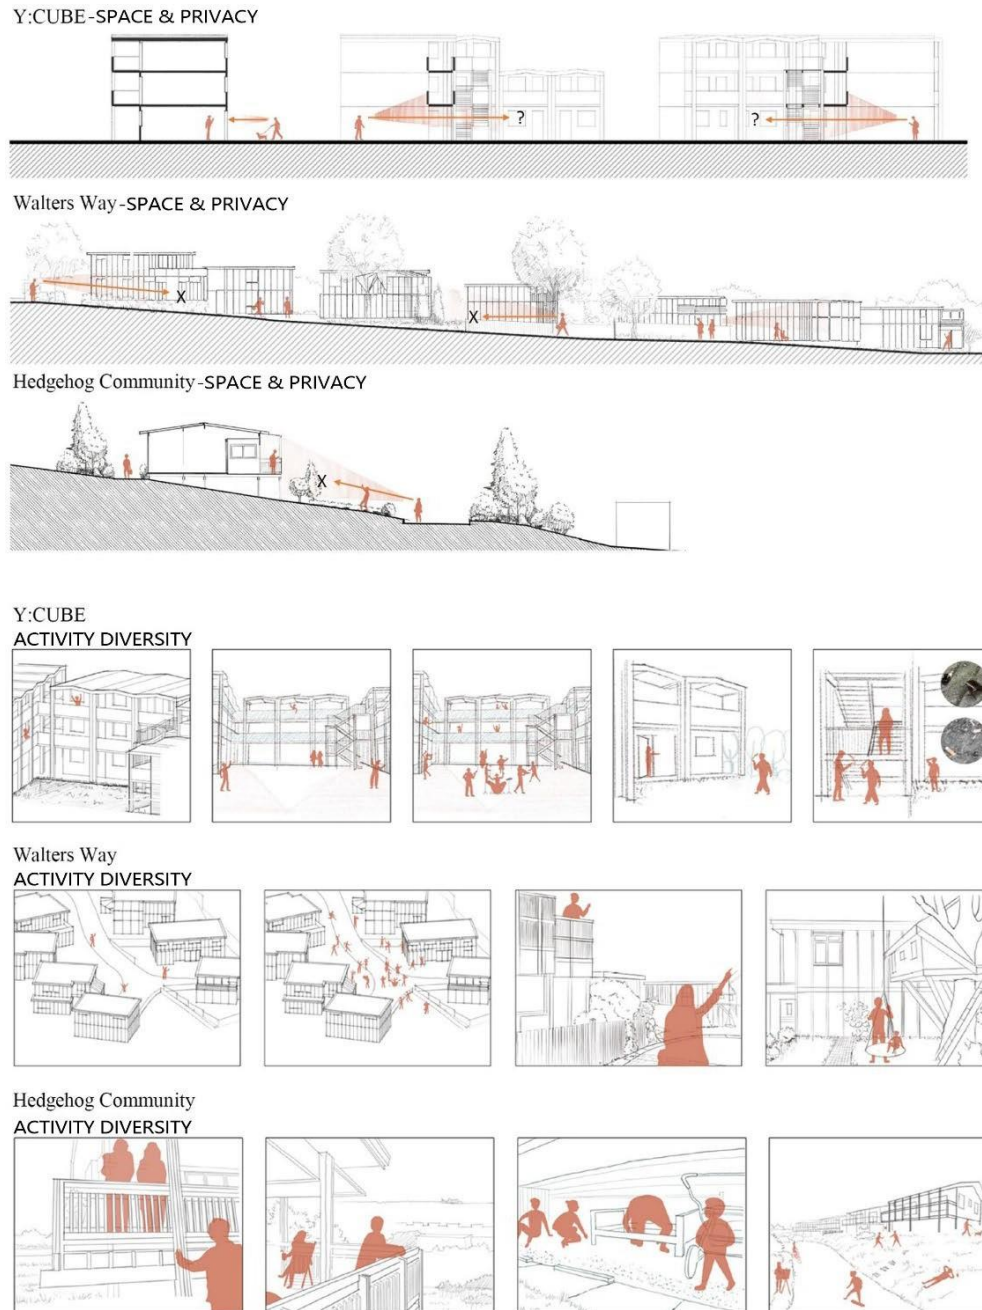 Y:CUBE-SPACE & PRIVACY
?
?
Walters Way-SPACE & PRIVACY
X
X
Hedgehog Community-SPACE & PRIVACY
X
Y:CUBE
ACTIVITY DIVERSITY
Walters Way
ACTIVITY DIVERSITY
Hedgehog Community
ACTIVITY DIVERSITY